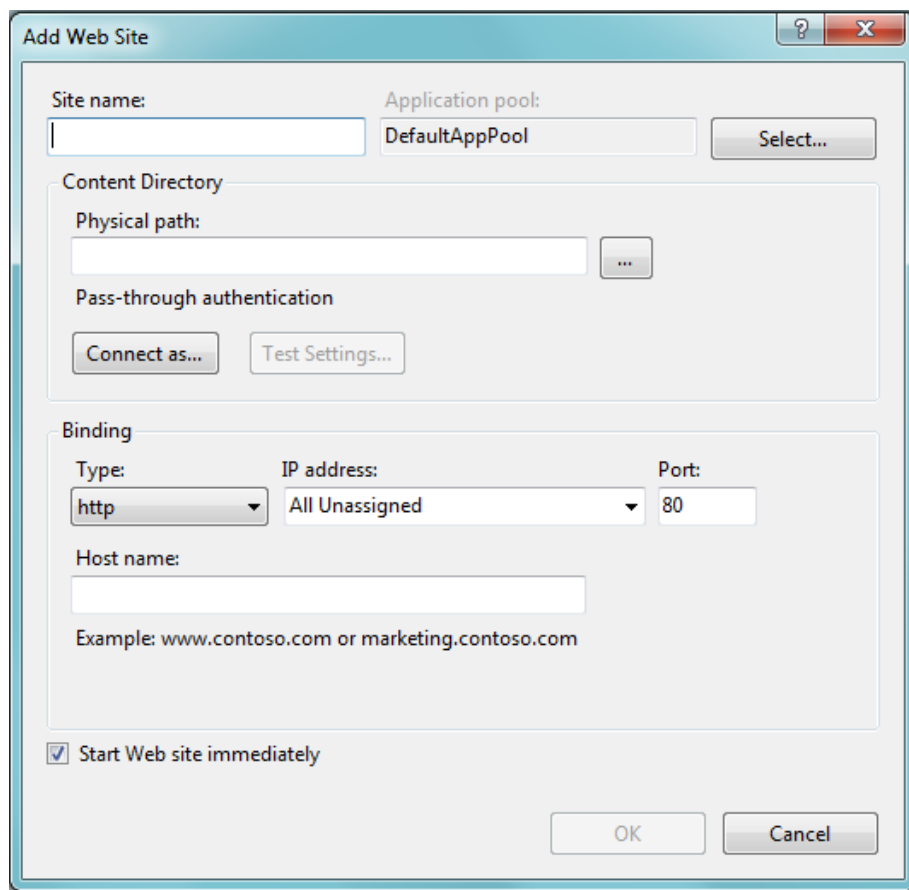 Add Web Site
?
Site name:
Application pool:
DefaultAppPool
Select...
Content Directory
Physical path:
...
Pass-through authentication
Connect as...
Test Settings...
Binding
Type:
IP address:
Port:
http
All Unassigned
80
Host name:
Example: www.contoso.com or marketing.contoso.com
Start Web site immediately
OK
Cancel